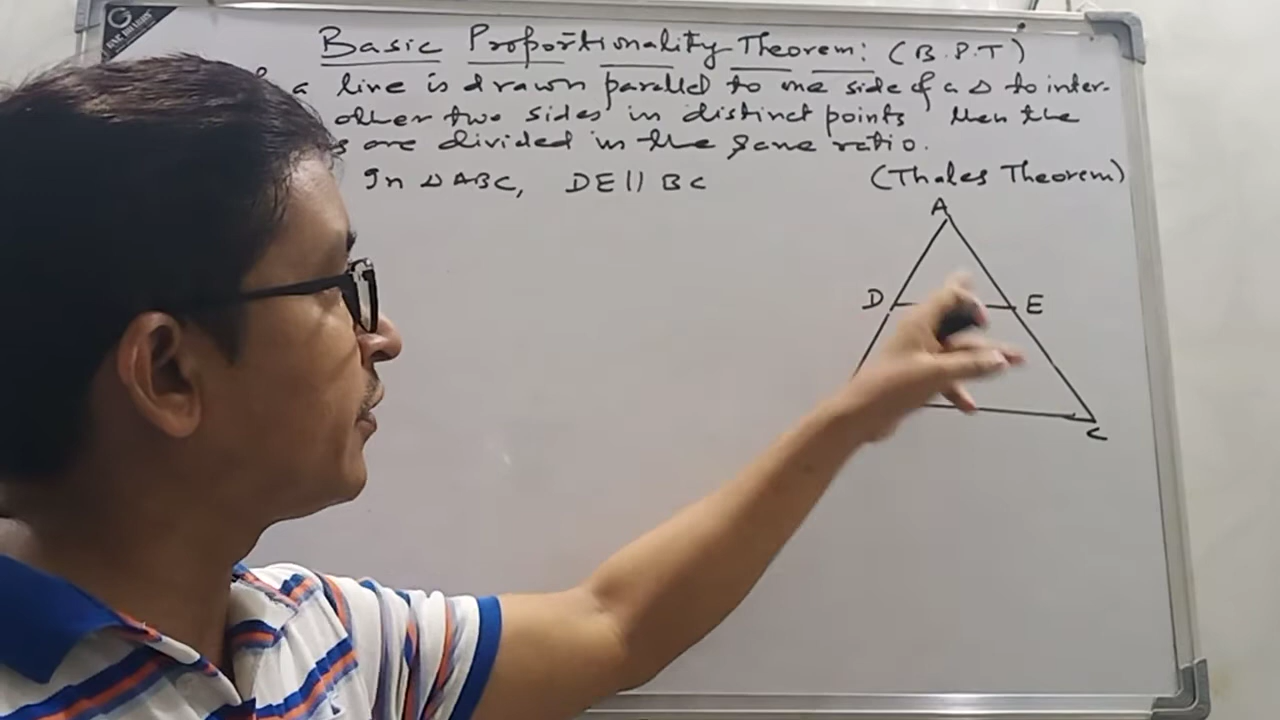 Basic Proportionality Theorem: (B.P.T)
a line is drawn parallel to one side of a Δ to inter-
other two sides in distinct points then the
are divided in the same ratio.
In Δ ABC, DE || BC
(Thales Theorem)
A
D
E
C